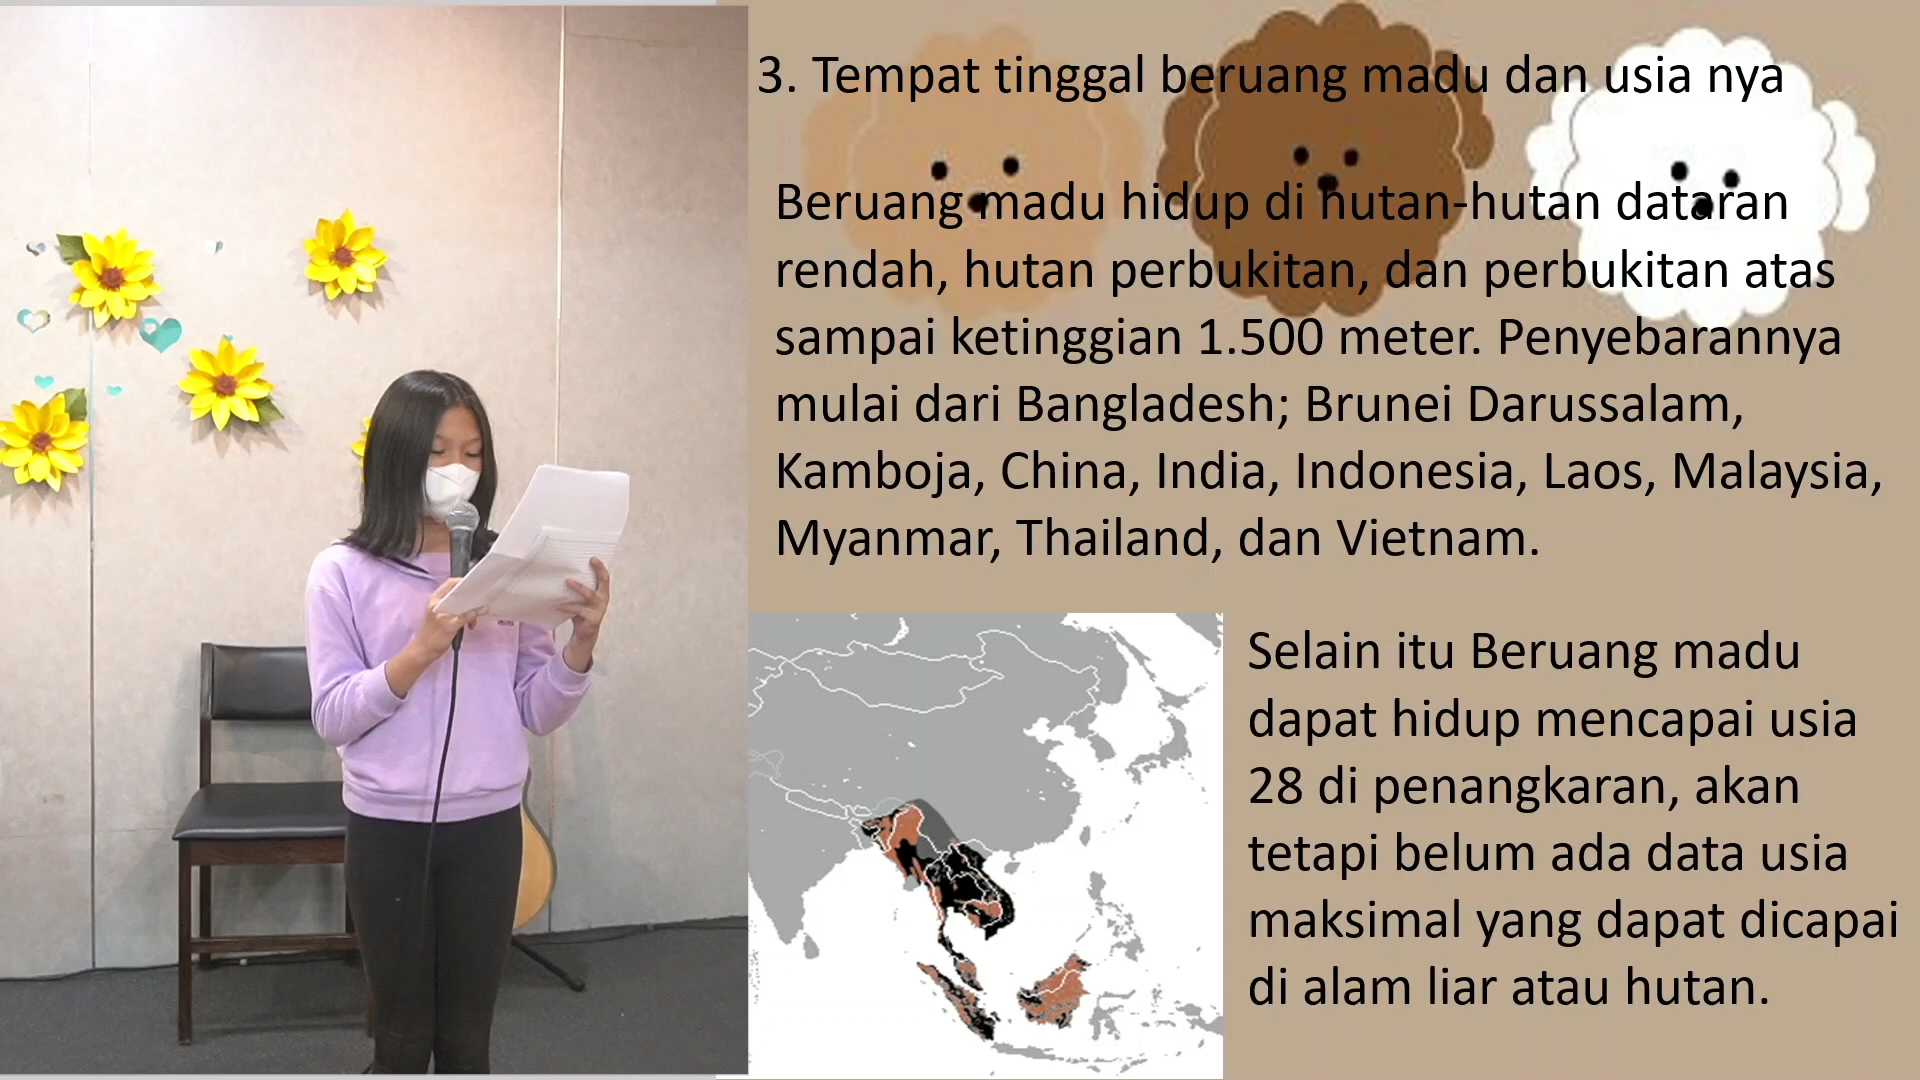 3. Tempat tinggal beruang madu dan usia nya
Beruang madu hidup di hutan-hutan dataran
rendah, hutan perbukitan, dan perbukitan atas
sampai ketinggian 1.500 meter. Penyebarannya
mulai dari Bangladesh; Brunei Darussalam,
Kamboja, China, India, Indonesia, Laos, Malaysia,
Myanmar, Thailand, dan Vietnam.
Selain itu Beruang madu
dapat hidup mencapai usia
28 di penangkaran, akan
tetapi belum ada data usia
maksimal yang dapat dicapai
di alam liar atau hutan.